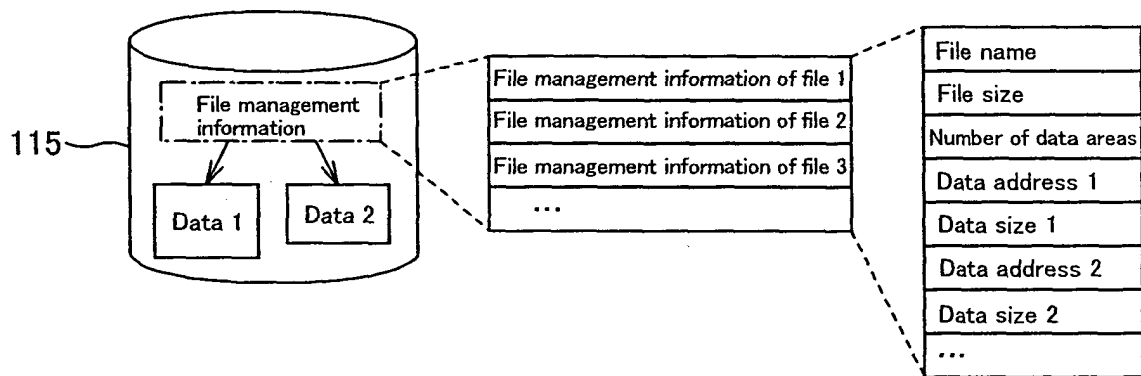 115
File management
information
Data 1
Data 2
File management information of file 1
File management information of file 2
File management information of file 3
...
File name
File size
Number of data areas
Data address 1
Data size 1
Data address 2
Data size 2
...